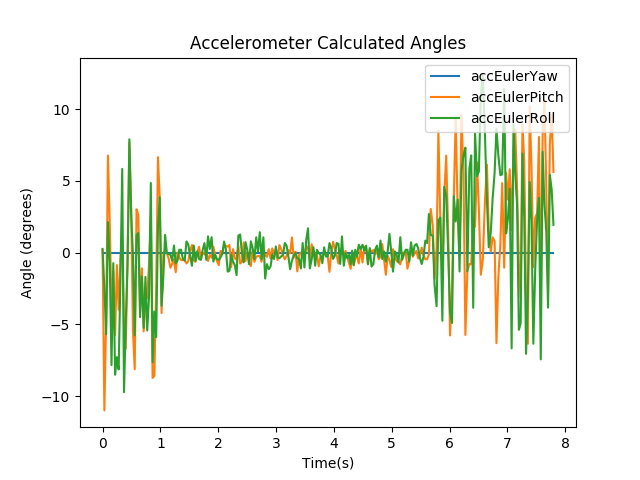 Accelerometer Calculated Angles
accEulerYaw
accEulerPitch
accEulerRoll
Angle (degrees)
10
5
0
−5
−10
0 1 2 3 4 5 6 7 8
Time(s)